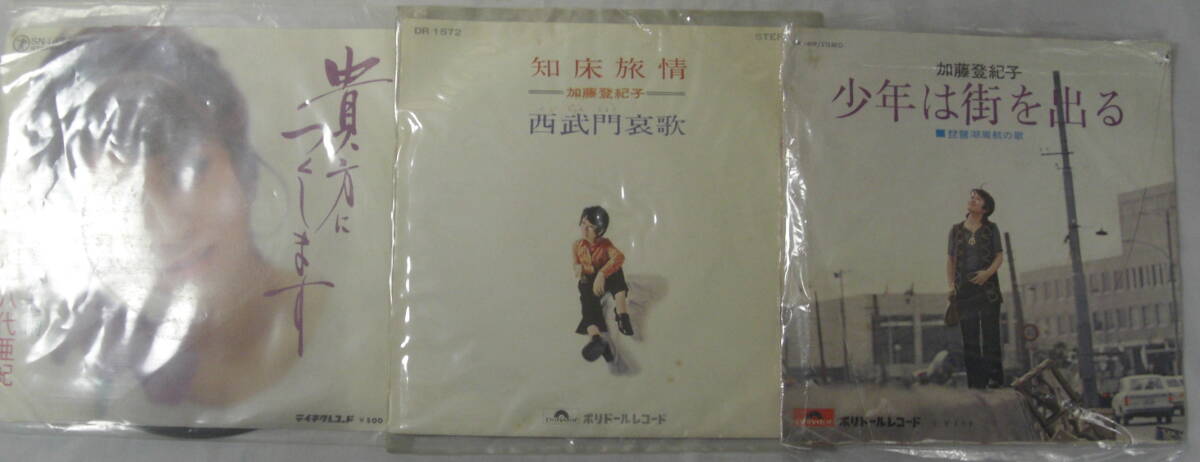 貴方に
つくします
八代亜紀
テイチクレコード ¥500
DR 1572
STEREO
知床旅情
加藤登紀子
西武門哀歌
Polydor
ポリドールレコード
加藤登紀子
少年は街を出る
■琵琶湖周航の歌
Polydor
ポリドールレコード